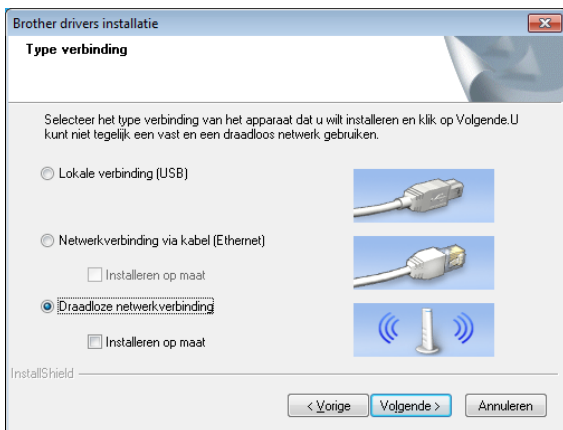 Brother drivers installatie
Type verbinding
Selecteer het type verbinding van het apparaat dat u wilt installeren en klik op Volgende.U
kunt niet tegelijk een vast en een draadloos netwerk gebruiken.
Lokale verbinding (USB)
Netwerkverbinding via kabel (Ethernet)
Installeren op maat
Draadloze netwerkverbinding
Installeren op maat
InstallShield
< Vorige Volgende > Annuleren